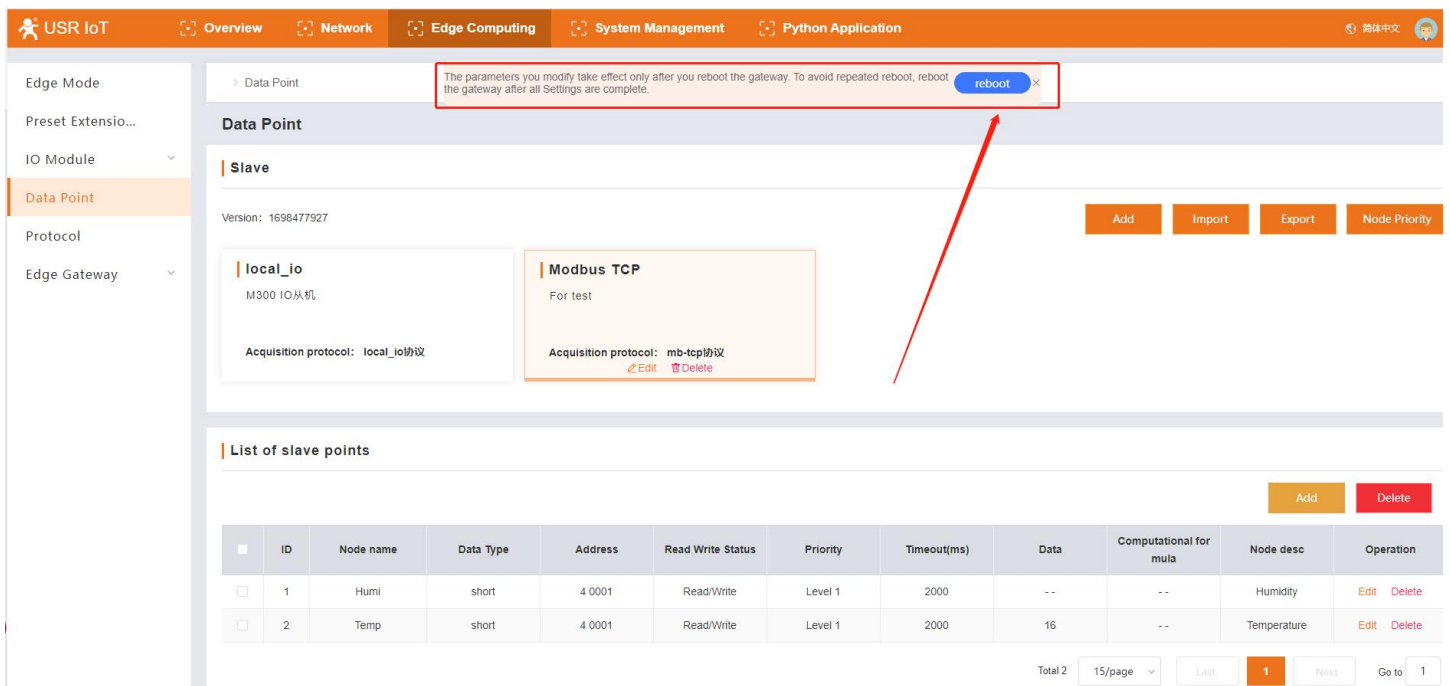 USR IoT
Overview
Network
Edge Computing
System Management
Python Application
简体中文
Edge Mode
Preset Extensio...
IO Module
Data Point
Protocol
Edge Gateway
> Data Point
The parameters you modify take effect only after you reboot the gateway. To avoid repeated reboot, reboot
the gateway after all Settings are complete.
reboot
×
Data Point
Slave
Version: 1698477927
Add Import Export Node Priority
local_io
M300 IO从机
Acquisition protocol: local_io协议
Modbus TCP
For test
Acquisition protocol: mb-tcp协议
Edit Delete
List of slave points
Add Delete
ID Node name Data Type Address Read Write Status Priority Timeout(ms) Data Computational for Node desc Operation
mula
1 Humi short 4 0001 Read/Write Level 1 2000 - - - - Humidity Edit Delete
2 Temp short 4 0001 Read/Write Level 1 2000 16 - - Temperature Edit Delete
Total 2 15/page Last 1 Next Go to 1